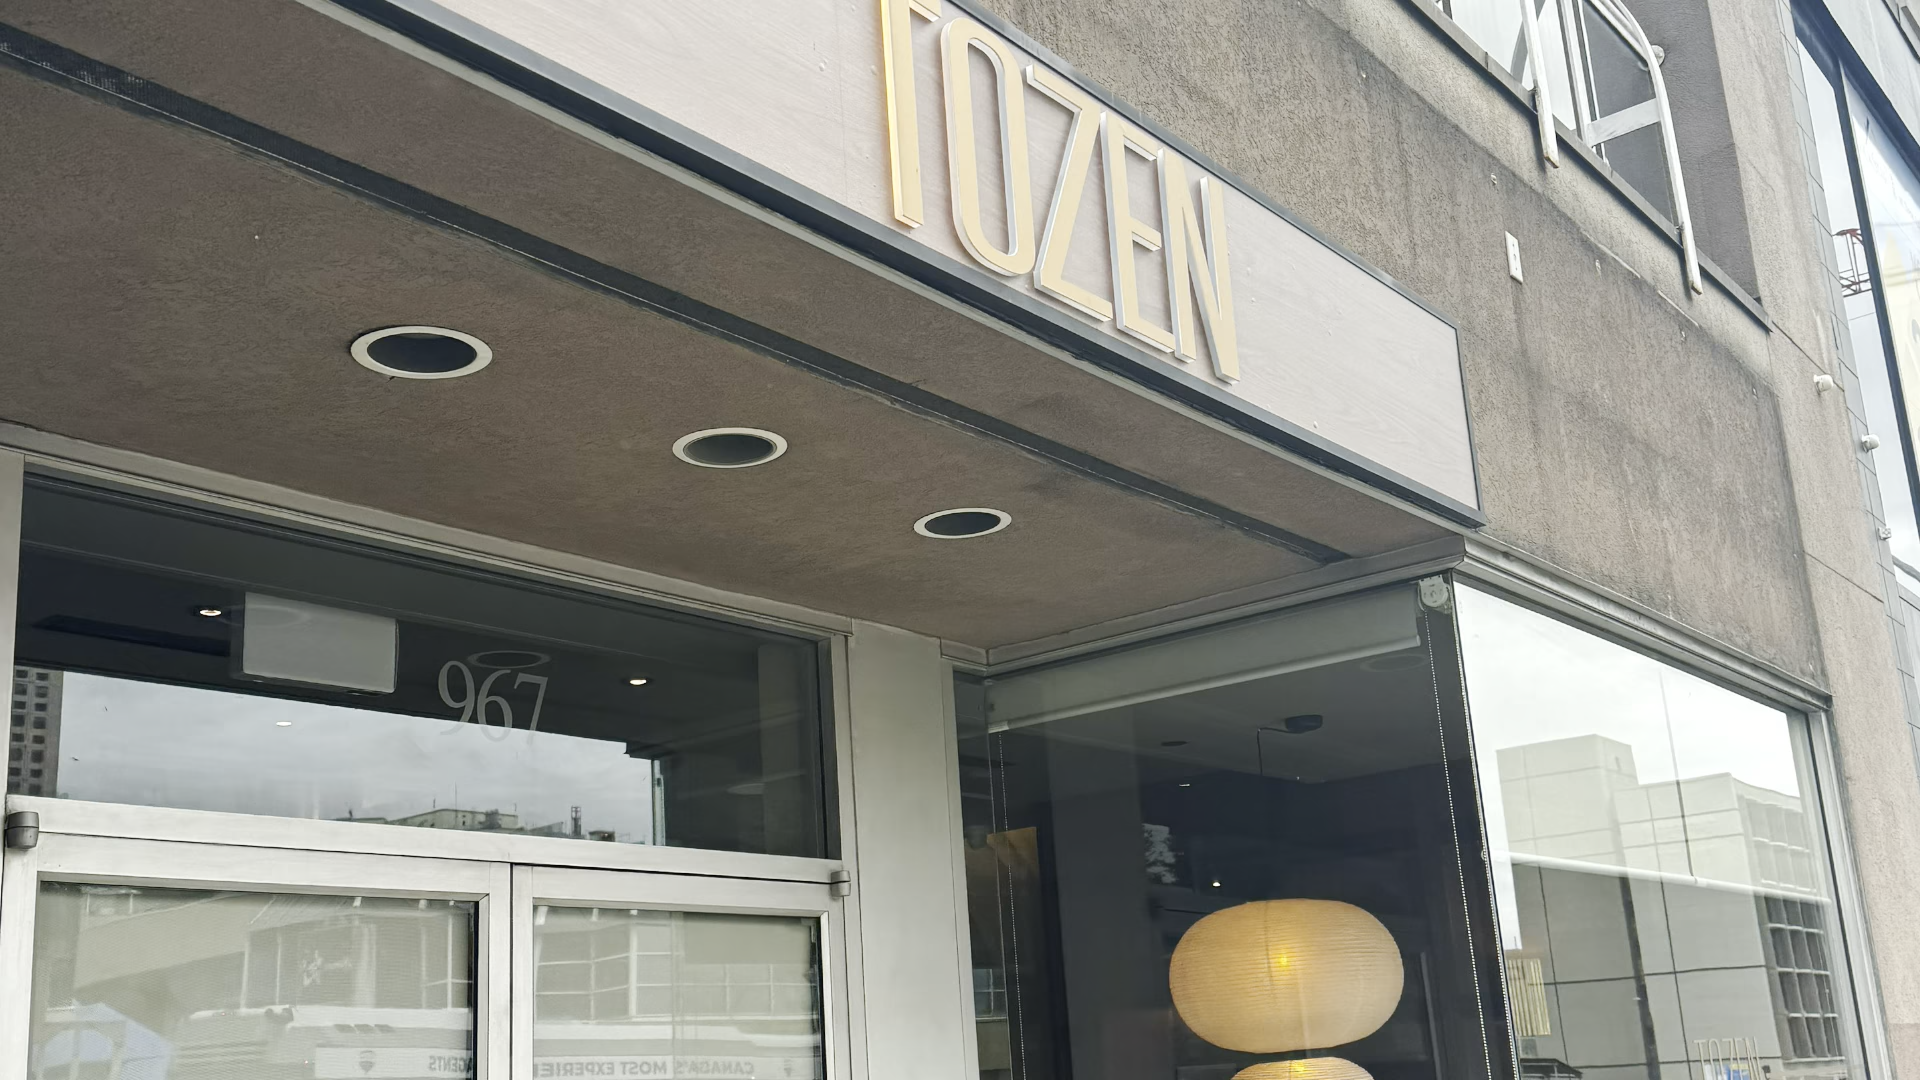 TOZEN
967
AGENTS
CANADA'S MOST EXPERIE
TOZEN